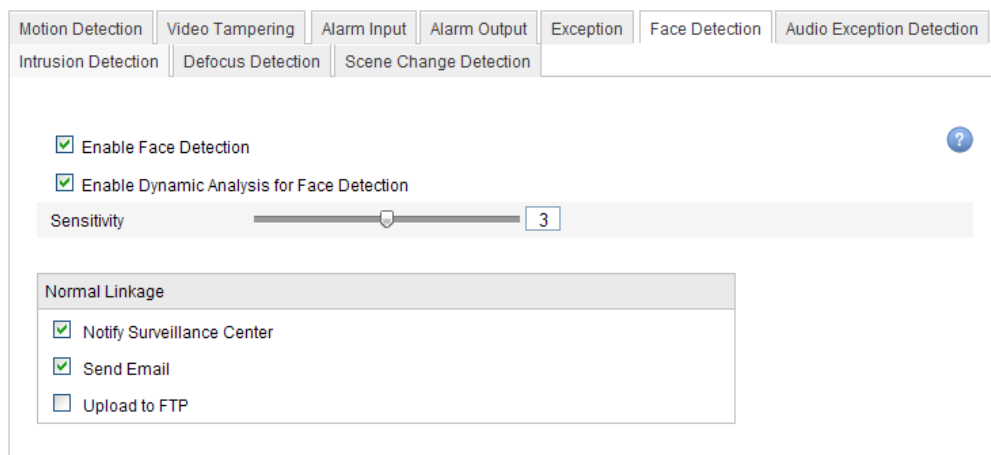 Motion Detection Video Tampering Alarm Input Alarm Output Exception Face Detection Audio Exception Detection
Intrusion Detection Defocus Detection Scene Change Detection
?
Enable Face Detection
Enable Dynamic Analysis for Face Detection
Sensitivity 3
Normal Linkage
Notify Surveillance Center
Send Email
Upload to FTP